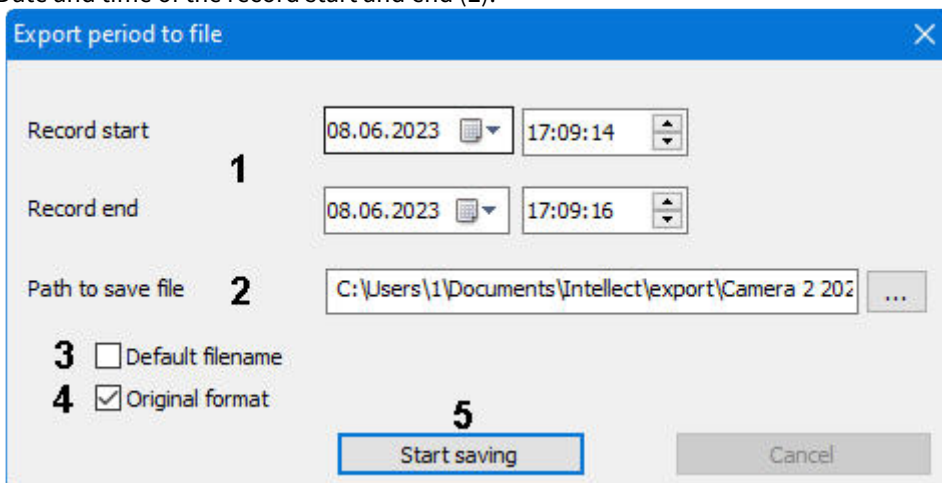 Date and time of the record start and end (1).
Export period to file
Record start 08.06.2023 17:09:14
1
Record end 08.06.2023 17:09:16
Path to save file 2 C:\Users\1\Documents\Intellect\export\Camera 2 202 ...
3 Default filename
4 Original format
5
Start saving Cancel